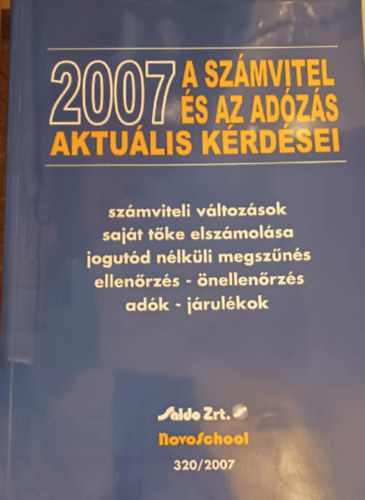 2007 A SZÁMVITEL
ÉS AZ ADÓZÁS
AKTUÁLIS KÉRDÉSEI
számviteli változások
saját tőke elszámolása
jogutód nélküli megszűnés
ellenőrzés - önellenőrzés
adók - járulékok
Saldo Zrt.
NovoSchool
320/2007